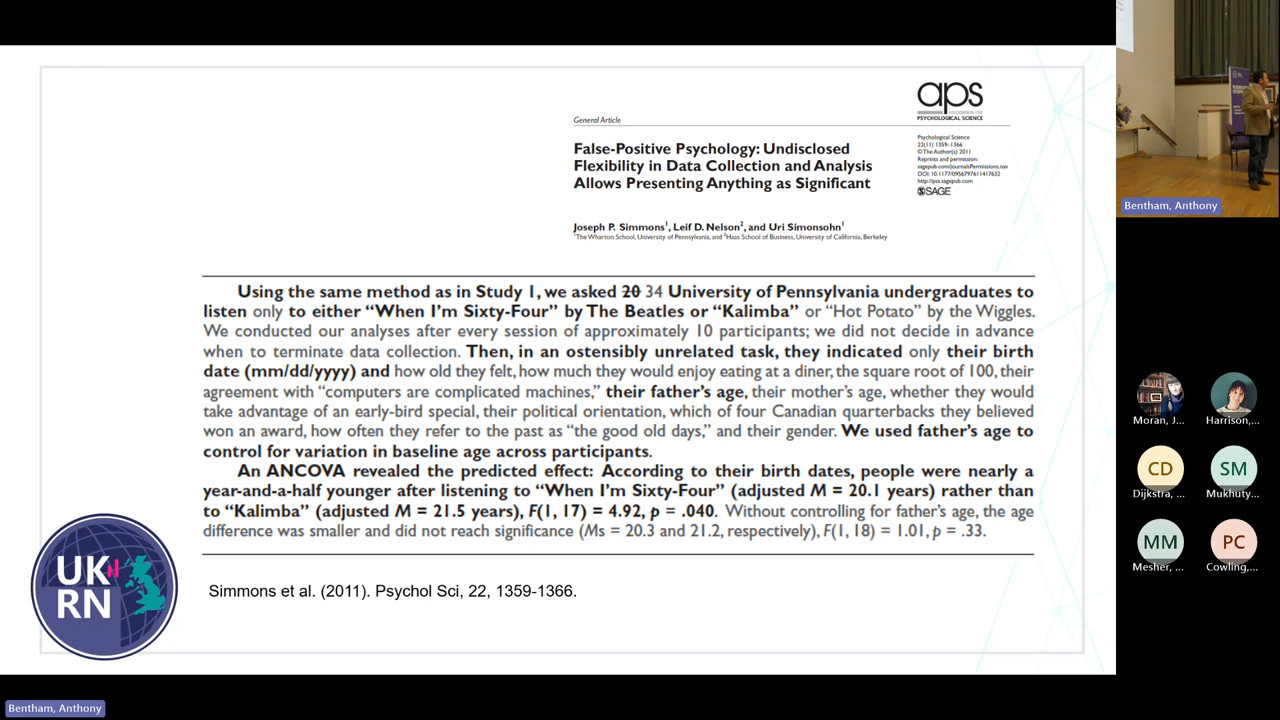 aps
ASSOCIATION FOR
PSYCHOLOGICAL SCIENCE
General Article
False-Positive Psychology: Undisclosed
Flexibility in Data Collection and Analysis
Allows Presenting Anything as Significant
Psychological Science
22(11) 1359–1366
© The Author(s) 2011
Reprints and permission:
sagepub.com/journalsPermissions.nav
DOI: 10.1177/0956797611417632
http://pss.sagepub.com
SAGE
Joseph P. Simmons¹, Leif D. Nelson², and Uri Simonsohn¹
¹The Wharton School, University of Pennsylvania, and ²Haas School of Business, University of California, Berkeley
Using the same method as in Study 1, we asked 20 34 University of Pennsylvania undergraduates to
listen only to either “When I’m Sixty-Four” by The Beatles or “Kalimba” or “Hot Potato” by the Wiggles.
We conducted our analyses after every session of approximately 10 participants; we did not decide in advance
when to terminate data collection. Then, in an ostensibly unrelated task, they indicated only their birth
date (mm/dd/yyyy) and how old they felt, how much they would enjoy eating at a diner, the square root of 100, their
agreement with “computers are complicated machines,” their father’s age, their mother’s age, whether they would
take advantage of an early-bird special, their political orientation, which of four Canadian quarterbacks they believed
won an award, how often they refer to the past as “the good old days,” and their gender. We used father’s age to
control for variation in baseline age across participants.
An ANCOVA revealed the predicted effect: According to their birth dates, people were nearly a
year-and-a-half younger after listening to “When I’m Sixty-Four” (adjusted M = 20.1 years) rather than
to “Kalimba” (adjusted M = 21.5 years), F(1, 17) = 4.92, p = .040. Without controlling for father’s age, the age
difference was smaller and did not reach significance (Ms = 20.3 and 21.2, respectively), F(1, 18) = 1.01, p = .33.
UK
RN
Simmons et al. (2011). Psychol Sci, 22, 1359-1366.
Bentham, Anthony
Moran, J...
Harrison,...
CD
SM
Dijkstra, ...
Mukhuty...
MM
PC
Mesher, ...
Cowling,...
Bentham, Anthony